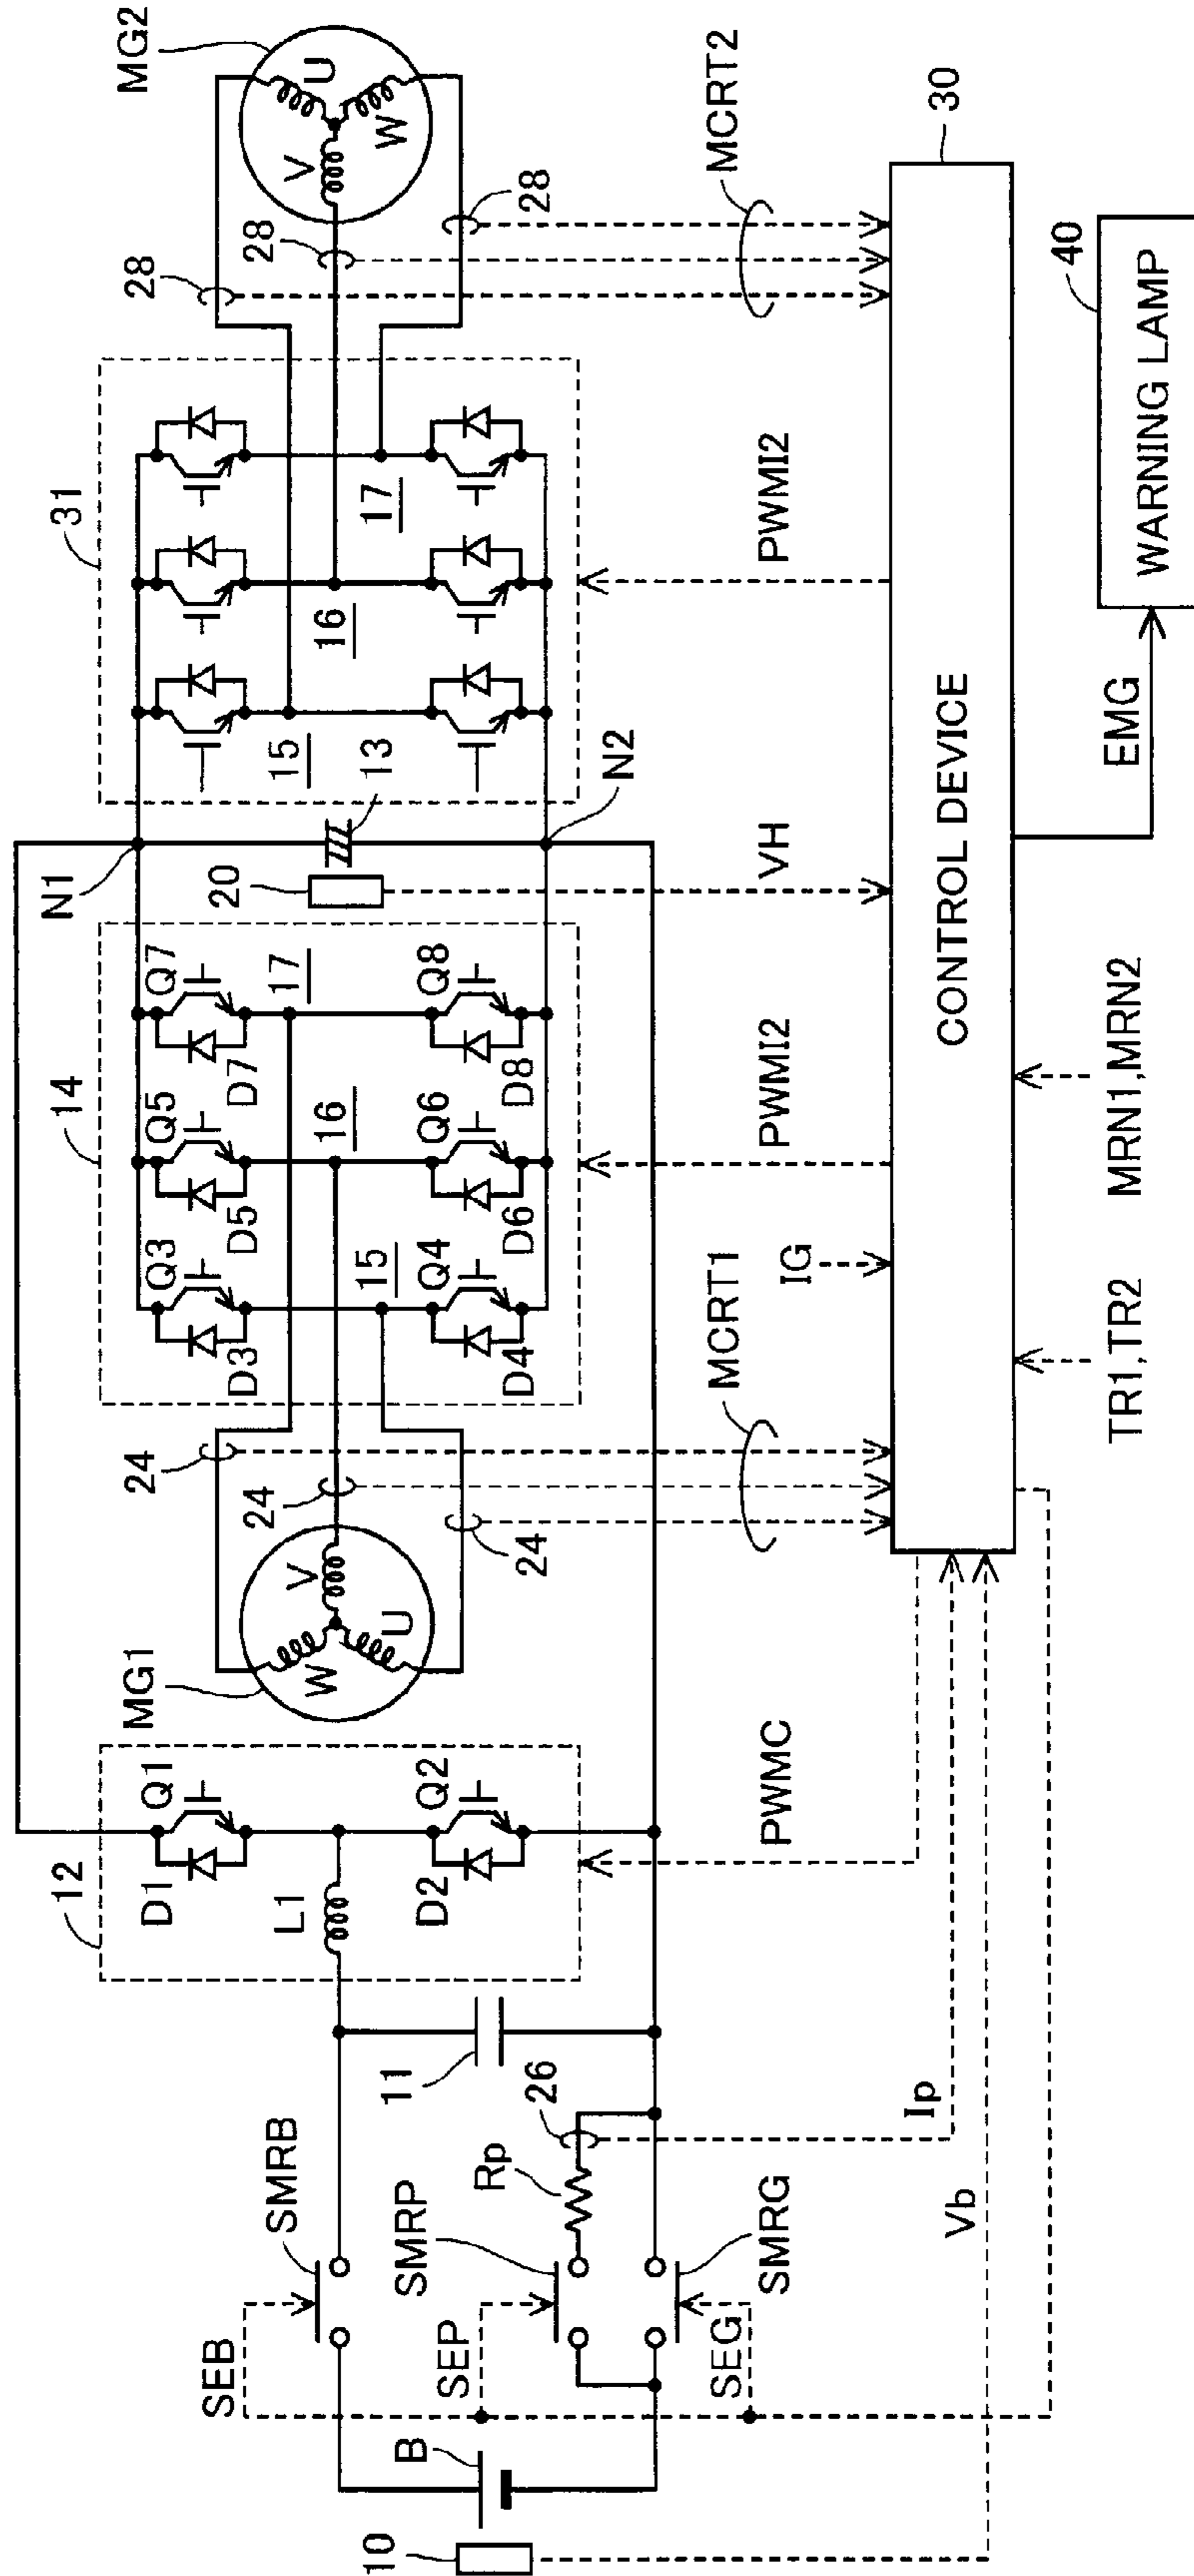 10
B
SEB
SEP
SEG
SMRB
SMRP
SMRG
Rp
26
11
12
D1
Q1
L1
D2
Q2
PWMC
Ip
Vb
MG1
W
V
U
24
24
24
MCRT1
14
D3
Q3
D5
Q5
D7
Q7
15
16
17
D4
Q4
D6
Q6
D8
Q8
PWMI2
IG
TR1,TR2
MRN1,MRN2
N1
20
13
N2
VH
31
15
16
17
PWMI2
28
28
28
MG2
U
V
W
MCRT2
30
CONTROL DEVICE
EMG
40
WARNING LAMP